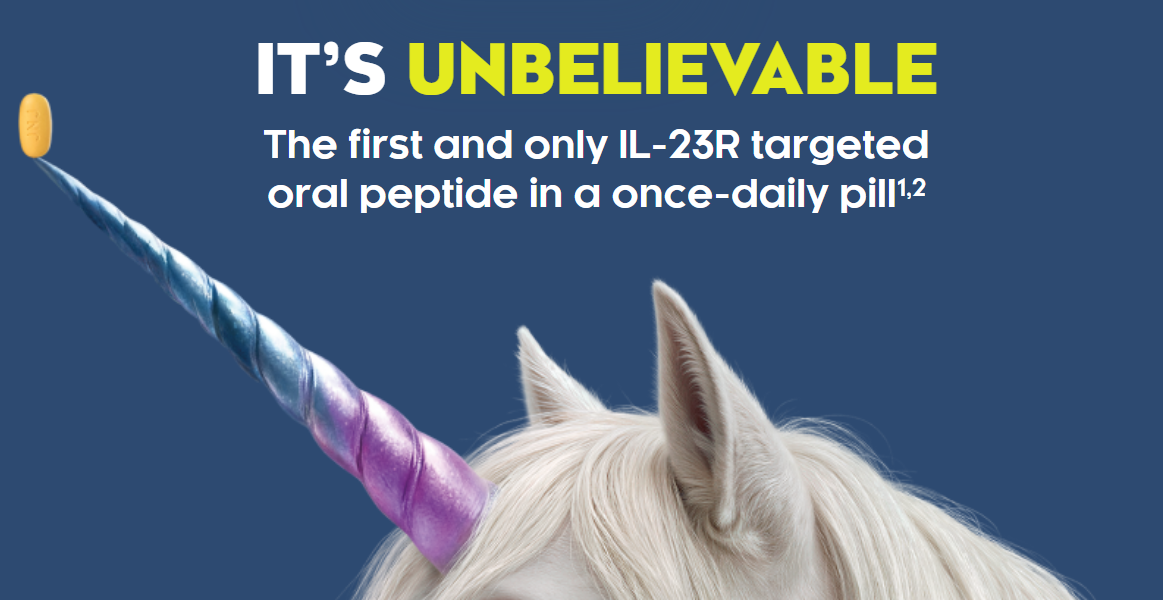 IT'S UNBELIEVABLE
The first and only IL-23R targeted
oral peptide in a once-daily pill¹,²